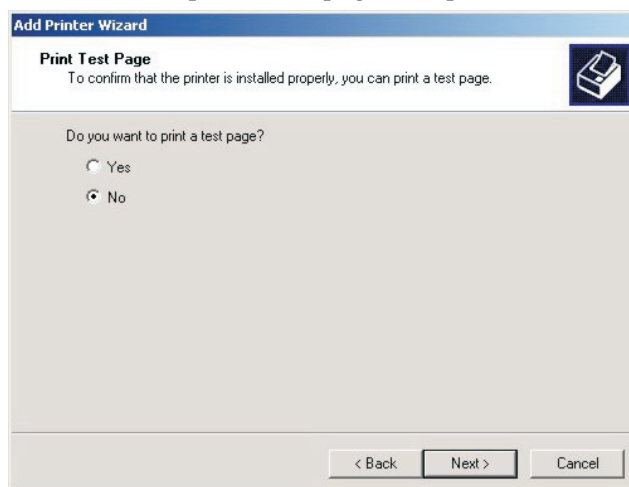 Add Printer Wizard
Print Test Page
To confirm that the printer is installed properly, you can print a test page.
Do you want to print a test page?
Yes
No
< Back Next > Cancel